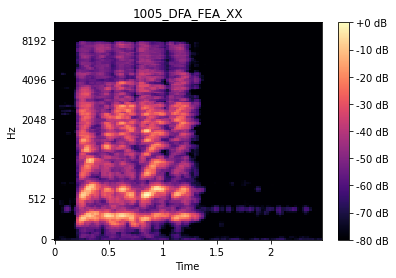 1005_DFA_FEA_XX
+0 dB
8192
-10 dB
4096
-20 dB
-30 dB
Hz
2048
-40 dB
1024
-50 dB
-60 dB
512
-70 dB
0
-80 dB
0 0.5 1 1.5 2
Time